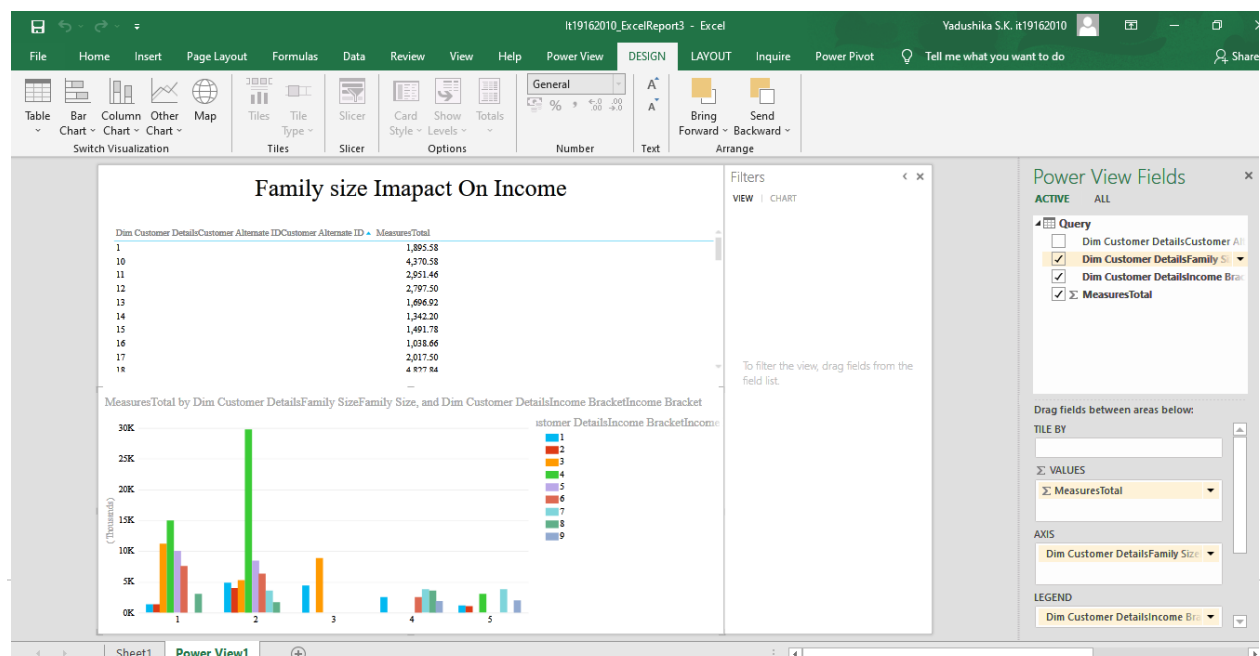 It19162010_ExcelReport3 - Excel
Yadushika S.K. it19162010
File Home Insert Page Layout Formulas Data Review View Help Power View DESIGN LAYOUT Inquire Power Pivot Tell me what you want to do Share
General
Table Bar Chart Column Chart Other Chart Map Tiles Tile Type Slicer Card Style Show Levels Totals % , Bring Forward Send Backward
Switch Visualization Tiles Slicer Options Number Text Arrange
Family size Imapact On Income
Dim Customer DetailsCustomer Alternate IDCustomer Alternate ID MeasuresTotal
1 1,895.58
10 4,370.58
11 2,951.46
12 2,797.50
13 1,696.92
14 1,342.20
15 1,491.78
16 1,038.66
17 2,017.50
18 4,827.84
MeasuresTotal by Dim Customer DetailsFamily SizeFamily Size, and Dim Customer DetailsIncome BracketIncome Bracket
(Thousands)
30K
25K
20K
15K
10K
5K
0K
1 2 3 4 5
stomer DetailsIncome BracketIncome
1
2
3
4
5
6
7
8
9
Filters
VIEW | CHART
To filter the view, drag fields from the
field list.
Power View Fields
ACTIVE ALL
Query
Dim Customer DetailsCustomer Al
Dim Customer DetailsFamily Si
Dim Customer DetailsIncome Brac
Σ MeasuresTotal
Drag fields between areas below:
TILE BY
Σ VALUES
Σ MeasuresTotal
AXIS
Dim Customer DetailsFamily Size
LEGEND
Dim Customer DetailsIncome Bra
Sheet1 Power View1